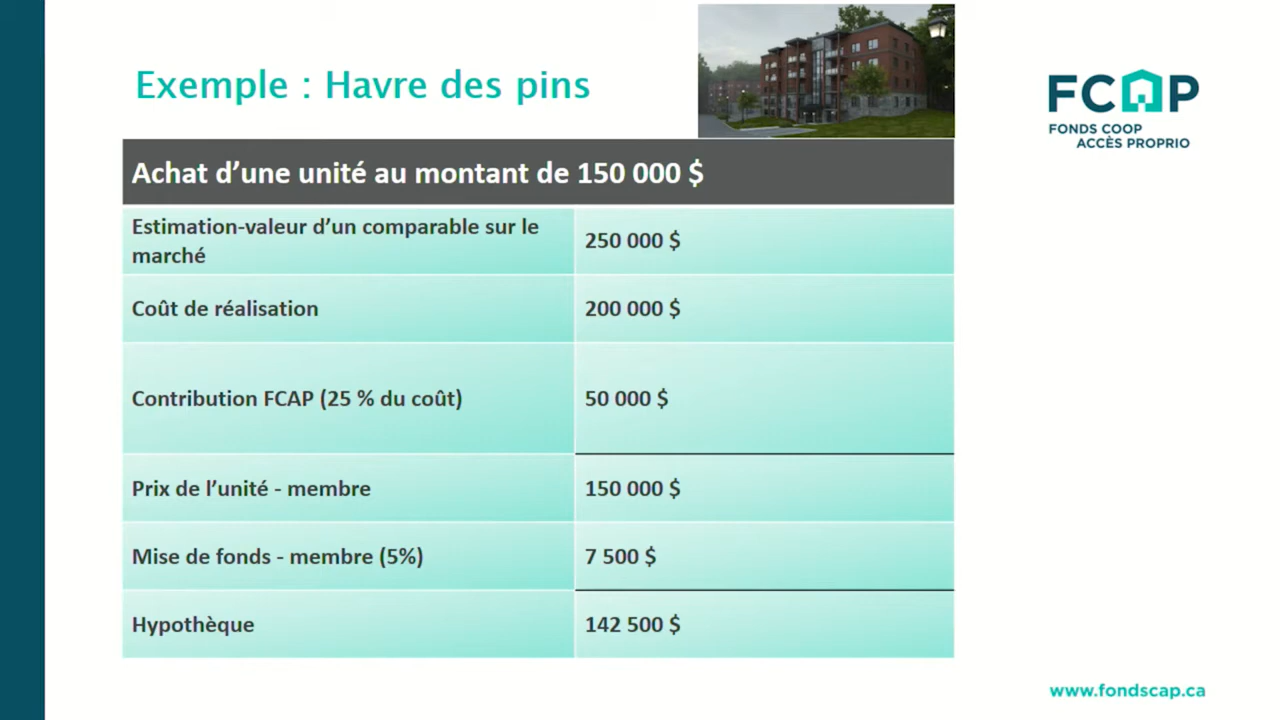 Exemple : Havre des pins
FCAP
FONDS COOP
ACCÈS PROPRIO
Achat d’une unité au montant de 150 000 $
Estimation-valeur d’un comparable sur le
marché
250 000 $
Coût de réalisation
200 000 $
Contribution FCAP (25 % du coût)
50 000 $
Prix de l’unité - membre
150 000 $
Mise de fonds - membre (5%)
7 500 $
Hypothèque
142 500 $
www.fondscap.ca